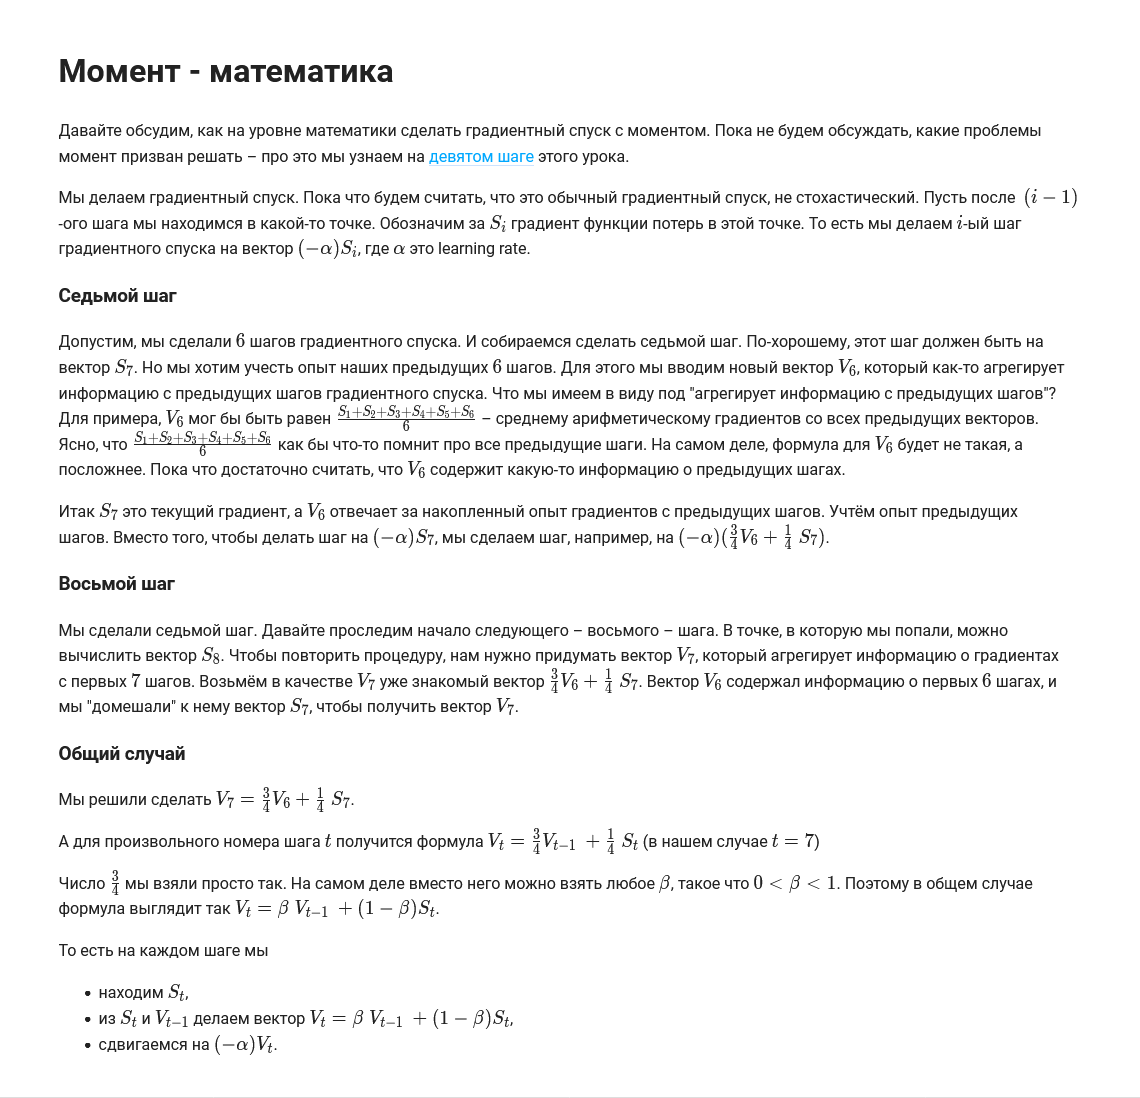 Момент - математика
Давайте обсудим, как на уровне математики сделать градиентный спуск с моментом. Пока не будем обсуждать, какие проблемы
момент призван решать – про это мы узнаем на девятом шаге этого урока.
Мы делаем градиентный спуск. Пока что будем считать, что это обычный градиентный спуск, не стохастический. Пусть после $(i-1)$
-ого шага мы находимся в какой-то точке. Обозначим за $S_i$ градиент функции потерь в этой точке. То есть мы делаем $i$-ый шаг
градиентного спуска на вектор $(-\alpha)S_i$, где $\alpha$ это learning rate.
Седьмой шаг
Допустим, мы сделали $6$ шагов градиентного спуска. И собираемся сделать седьмой шаг. По-хорошему, этот шаг должен быть на
вектор $S_7$. Но мы хотим учесть опыт наших предыдущих $6$ шагов. Для этого мы вводим новый вектор $V_6$, который как-то агрегирует
информацию с предыдущих шагов градиентного спуска. Что мы имеем в виду под "агрегирует информацию с предыдущих шагов"?
Для примера, $V_6$ мог бы быть равен $\frac{S_1+S_2+S_3+S_4+S_5+S_6}{6}$ – среднему арифметическому градиентов со всех предыдущих векторов.
Ясно, что $\frac{S_1+S_2+S_3+S_4+S_5+S_6}{6}$ как бы что-то помнит про все предыдущие шаги. На самом деле, формула для $V_6$ будет не такая, а
посложнее. Пока что достаточно считать, что $V_6$ содержит какую-то информацию о предыдущих шагах.
Итак $S_7$ это текущий градиент, а $V_6$ отвечает за накопленный опыт градиентов с предыдущих шагов. Учтём опыт предыдущих
шагов. Вместо того, чтобы делать шаг на $(-\alpha)S_7$, мы сделаем шаг, например, на $(-\alpha)(\frac{3}{4}V_6 + \frac{1}{4} S_7)$.
Восьмой шаг
Мы сделали седьмой шаг. Давайте проследим начало следующего – восьмого – шага. В точке, в которую мы попали, можно
вычислить вектор $S_8$. Чтобы повторить процедуру, нам нужно придумать вектор $V_7$, который агрегирует информацию о градиентах
с первых $7$ шагов. Возьмём в качестве $V_7$ уже знакомый вектор $\frac{3}{4}V_6 + \frac{1}{4} S_7$. Вектор $V_6$ содержал информацию о первых $6$ шагах, и
мы "домешали" к нему вектор $S_7$, чтобы получить вектор $V_7$.
Общий случай
Мы решили сделать $V_7 = \frac{3}{4}V_6 + \frac{1}{4} S_7$.
А для произвольного номера шага $t$ получится формула $V_t = \frac{3}{4}V_{t-1} + \frac{1}{4} S_t$ (в нашем случае $t = 7$)
Число $\frac{3}{4}$ мы взяли просто так. На самом деле вместо него можно взять любое $\beta$, такое что $0 < \beta < 1$. Поэтому в общем случае
формула выглядит так $V_t = \beta V_{t-1} + (1-\beta)S_t$.
То есть на каждом шаге мы
• находим $S_t$,
• из $S_t$ и $V_{t-1}$ делаем вектор $V_t = \beta V_{t-1} + (1-\beta)S_t$,
• сдвигаемся на $(-\alpha)V_t$.